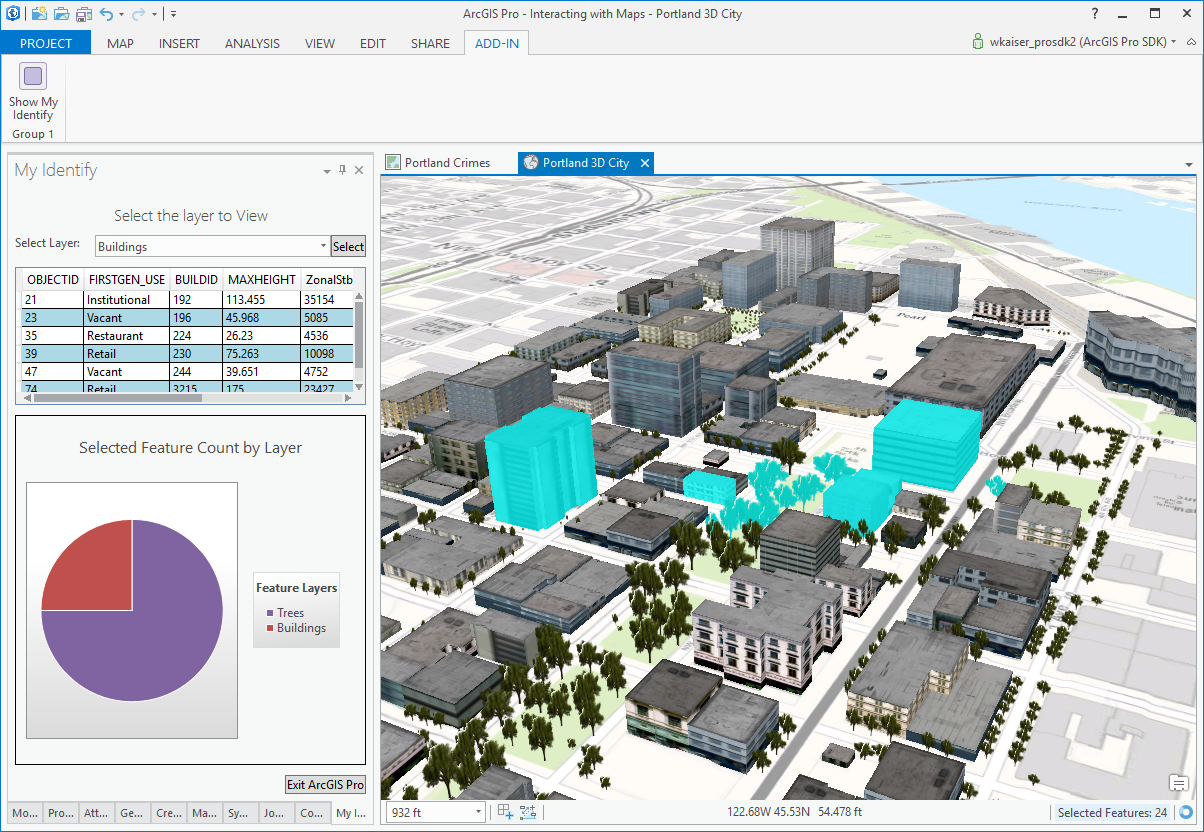 ArcGIS Pro - Interacting with Maps - Portland 3D City
?
PROJECT MAP INSERT ANALYSIS VIEW EDIT SHARE ADD-IN
wkaiser_prosdk2 (ArcGIS Pro SDK)
Show My
Identify
Group 1
My Identify
Select the layer to View
Select Layer: Buildings Select
OBJECTID FIRSTGEN_USE BUILDID MAXHEIGHT ZonalStb
21 Institutional 192 113.455 35154
23 Vacant 196 45.968 5085
35 Restaurant 224 26.23 4536
39 Retail 230 75.263 10098
47 Vacant 244 39.651 4752
74 Retail 3215 175 23427
Selected Feature Count by Layer
Feature Layers
Trees
Buildings
Exit ArcGIS Pro
Mo... Pro... Att... Ge... Cre... Ma... Sy... Jo... Co... My I...
Portland Crimes Portland 3D City
Pearl
932 ft
122.68W 45.53N 54.478 ft
Selected Features: 24